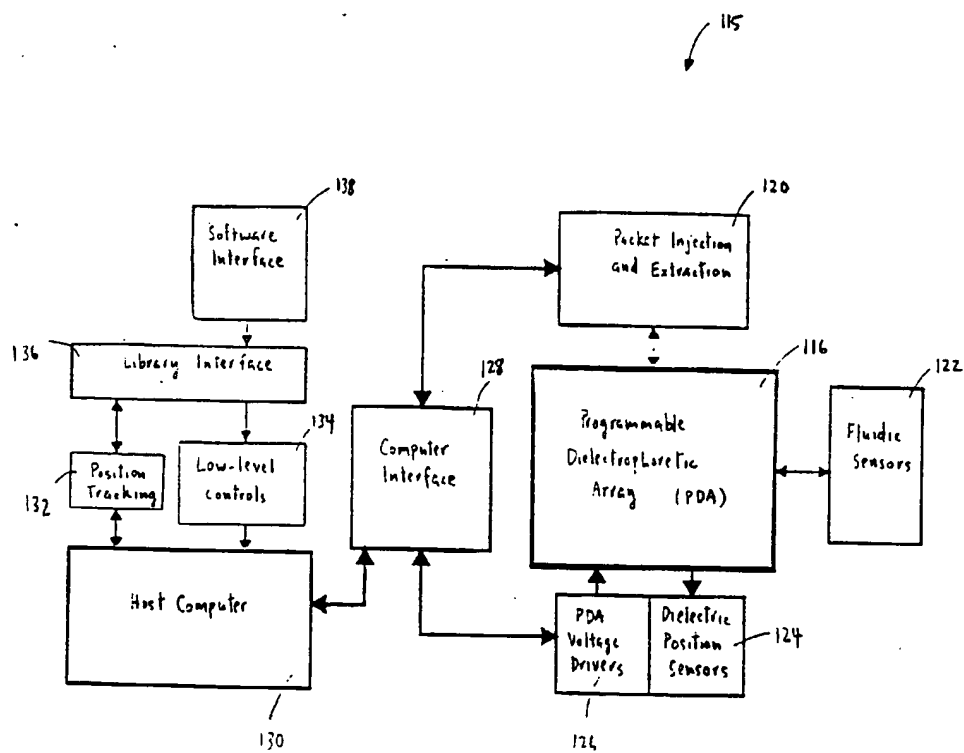 115
138
Software
Interface
120
Packet Injection
and Extraction
136
Library Interface
116
122
128
134
Programmable
Dielectrophoretic
Array (PDA)
Fluidic
Sensors
Computer
Interface
Position
Tracking
132
Low-level
controls
Host Computer
PDA
Voltage
Drivers
Dielectric
Position
Sensors
124
130
126